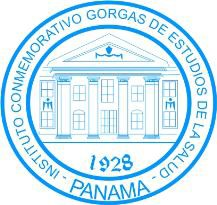 - INSTITUTO CONMEMORATIVO GORGAS DE ESTUDIOS DE LA SALUD -
1928
PANAMA